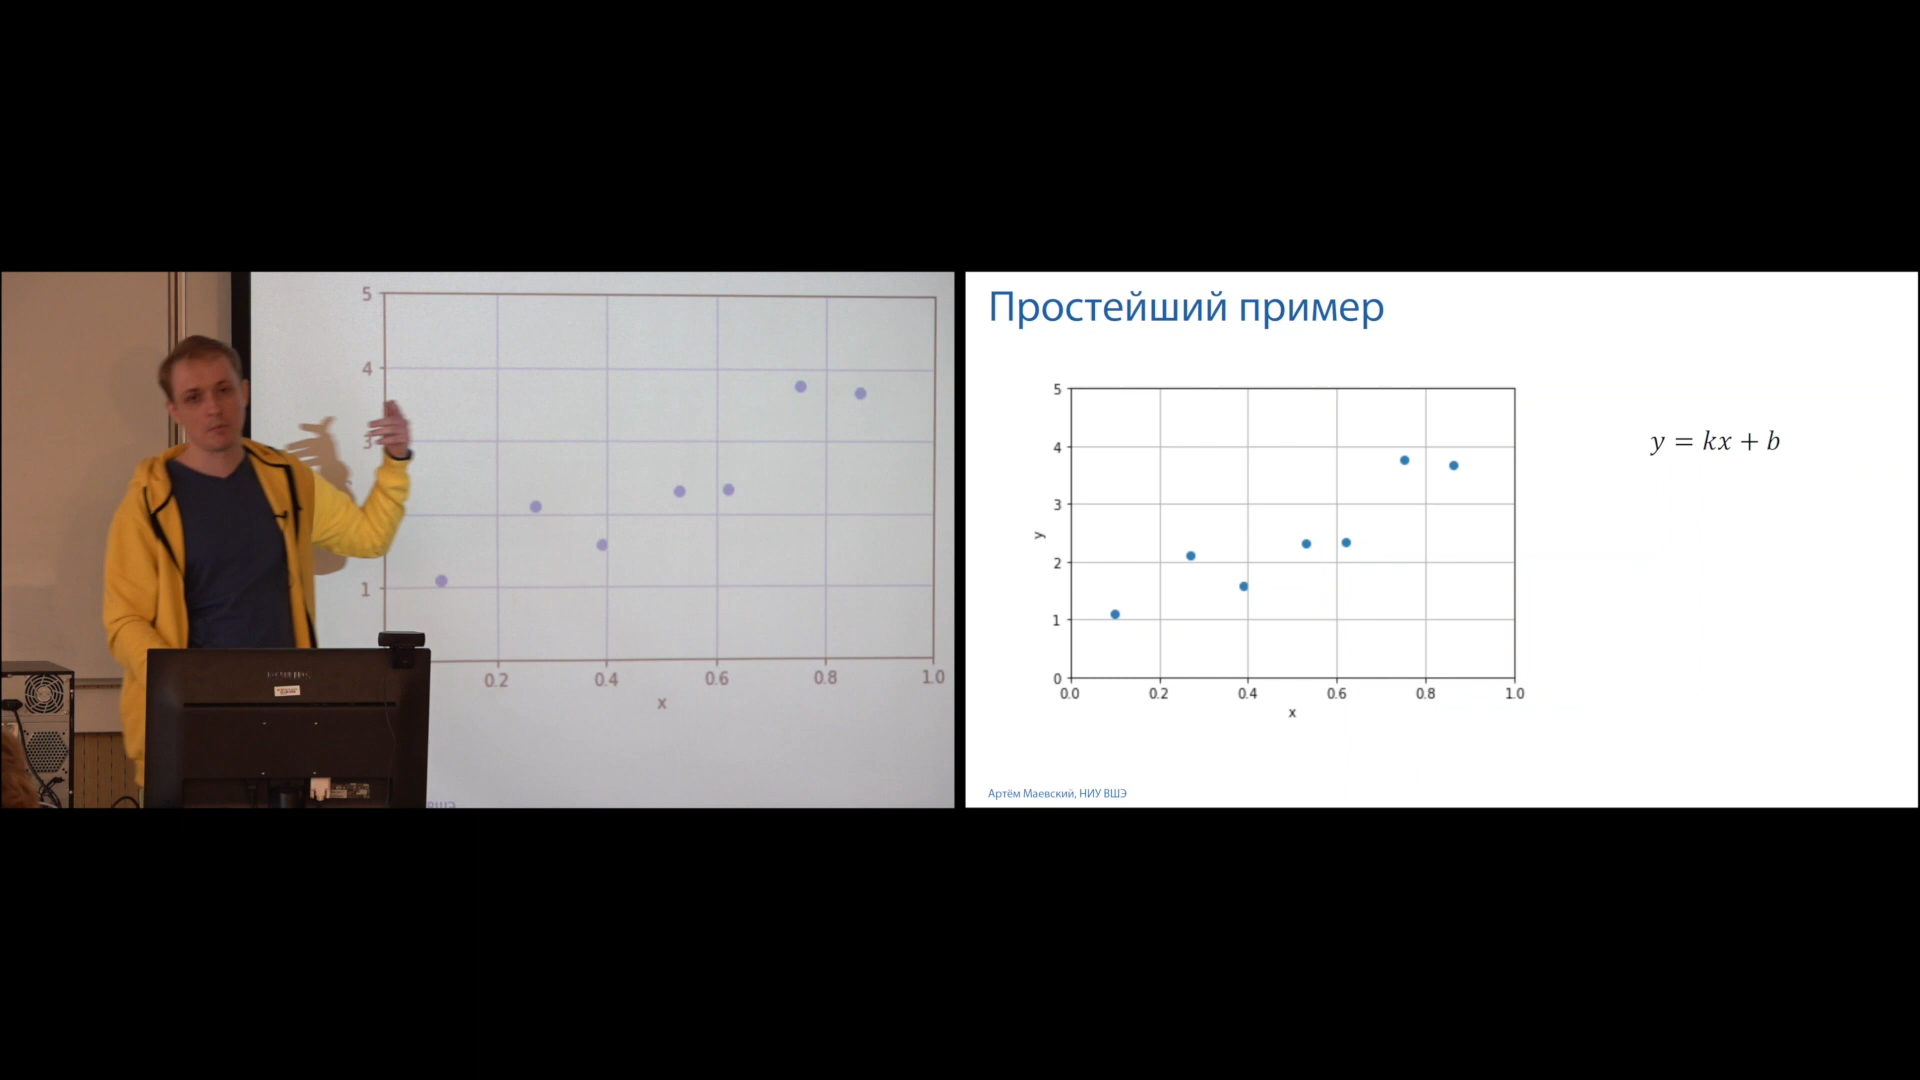 5
4
3
1
0.2 0.4 0.6 0.8 1.0
x
ВШЭ
Простейший пример
5
4
3
2
1
0
y
0.0 0.2 0.4 0.6 0.8 1.0
x
y = kx + b
Артём Маевский, НИУ ВШЭ